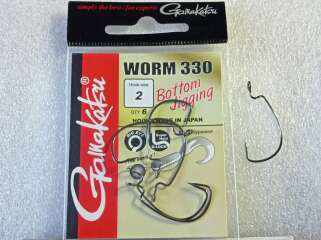 simply the best / for experts
Gamakatsu
WORM 330
Hook size
2
QTY 6
Bottom
Jigging
HOOK MADE IN JAPAN
Gamakatsu